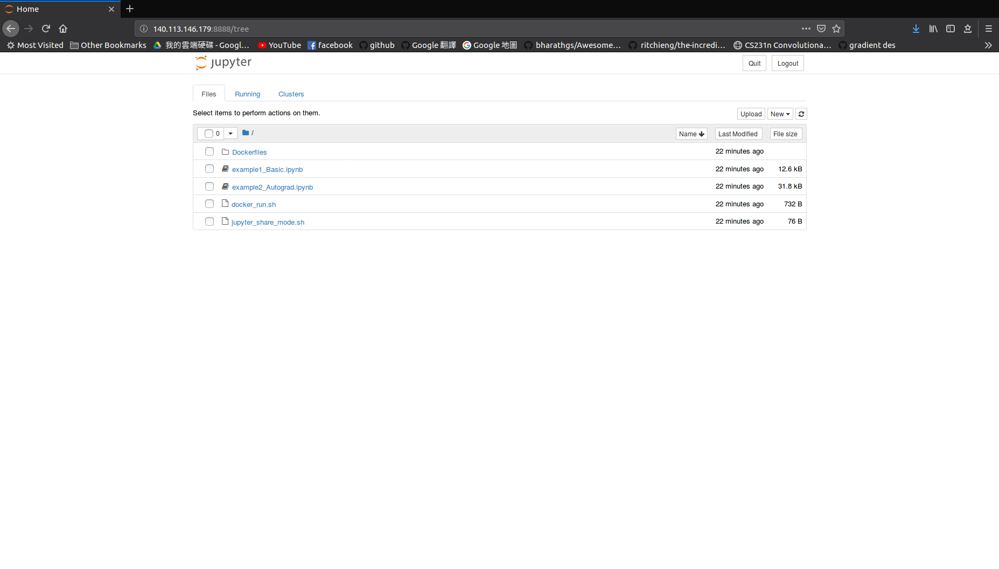 Home
140.113.146.179:8888/tree
Most Visited Other Bookmarks 我的雲端硬碟 - Googl... YouTube facebook github Google 翻譯 Google 地圖 bharathgs/Awesome... ritchieng/the-incredi... CS231n Convolutiona... gradient des
jupyter Quit Logout
Files Running Clusters
Select items to perform actions on them. Upload New
0 / Name Last Modified File size
Dockerfiles 22 minutes ago
example1_Basic.ipynb 22 minutes ago 12.6 kB
example2_Autograd.ipynb 22 minutes ago 31.8 kB
docker_run.sh 22 minutes ago 732 B
jupyter_share_mode.sh 22 minutes ago 76 B